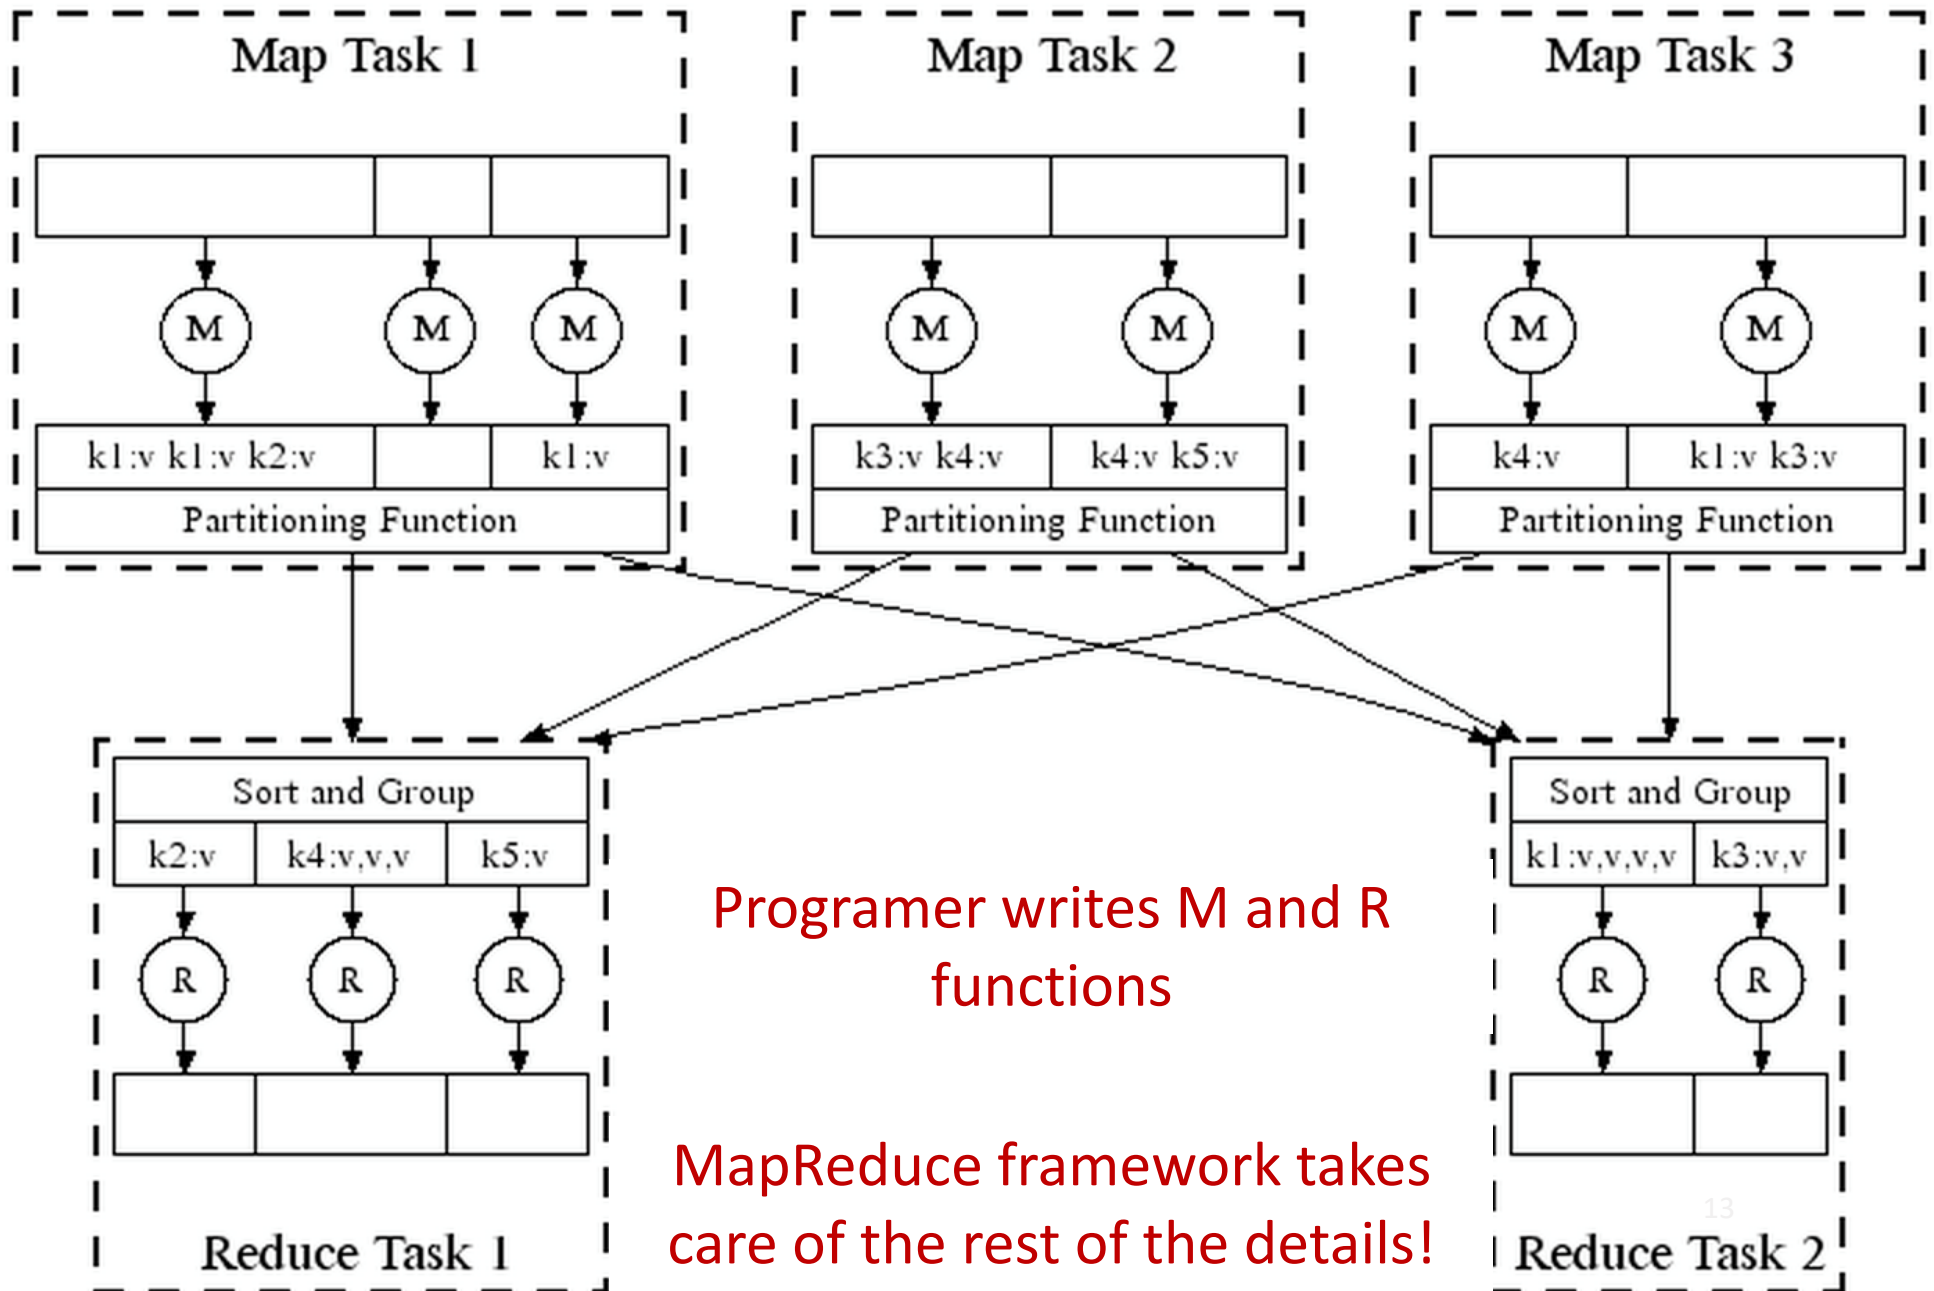 Map Task 1
Map Task 2
Map Task 3
M
M
M
M
M
M
M
k1:v k1:v k2:v
k1:v
k3:v k4:v
k4:v k5:v
k4:v
k1:v k3:v
Partitioning Function
Partitioning Function
Partitioning Function
Sort and Group
k2:v
k4:v,v,v
k5:v
R
R
R
Reduce Task 1
Programer writes M and R
functions
MapReduce framework takes
care of the rest of the details!
Sort and Group
k1:v,v,v,v
k3:v,v
R
R
13
Reduce Task 2